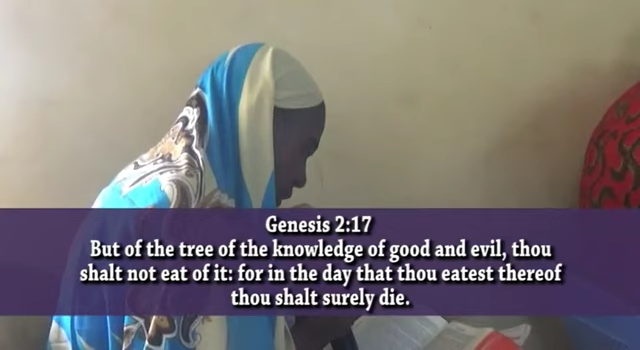 Genesis 2:17
But of the tree of the knowledge of good and evil, thou
shalt not eat of it: for in the day that thou eatest thereof
thou shalt surely die.